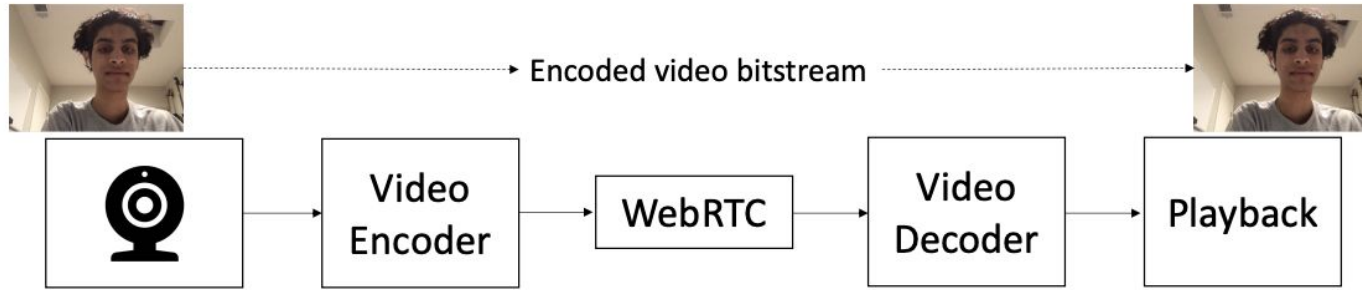 Encoded video bitstream
Video
Encoder
WebRTC
Video
Decoder
Playback